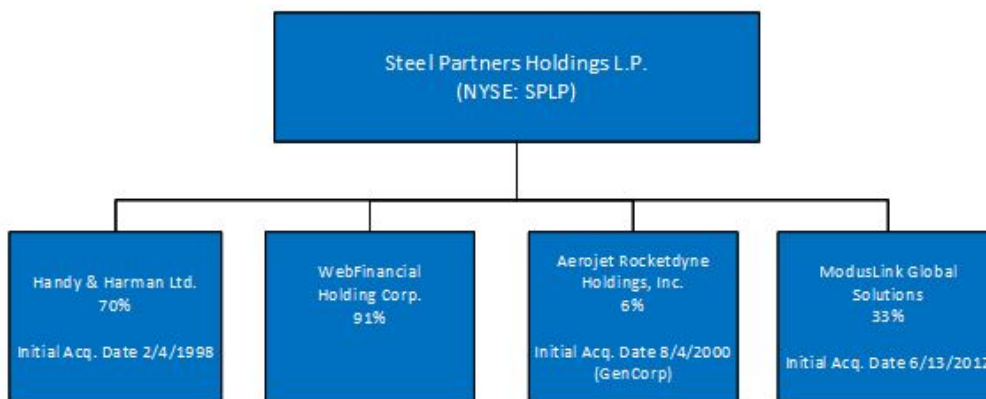 Steel Partners Holdings L.P.
(NYSE: SPLP)
Handy & Harman Ltd.
70%
Initial Acq. Date 2/4/1998
WebFinancial
Holding Corp.
91%
Aerojet Rocketdyne
Holdings, Inc.
6%
Initial Acq. Date 8/4/2000
(GenCorp)
ModusLink Global
Solutions
33%
Initial Acq. Date 6/13/2012